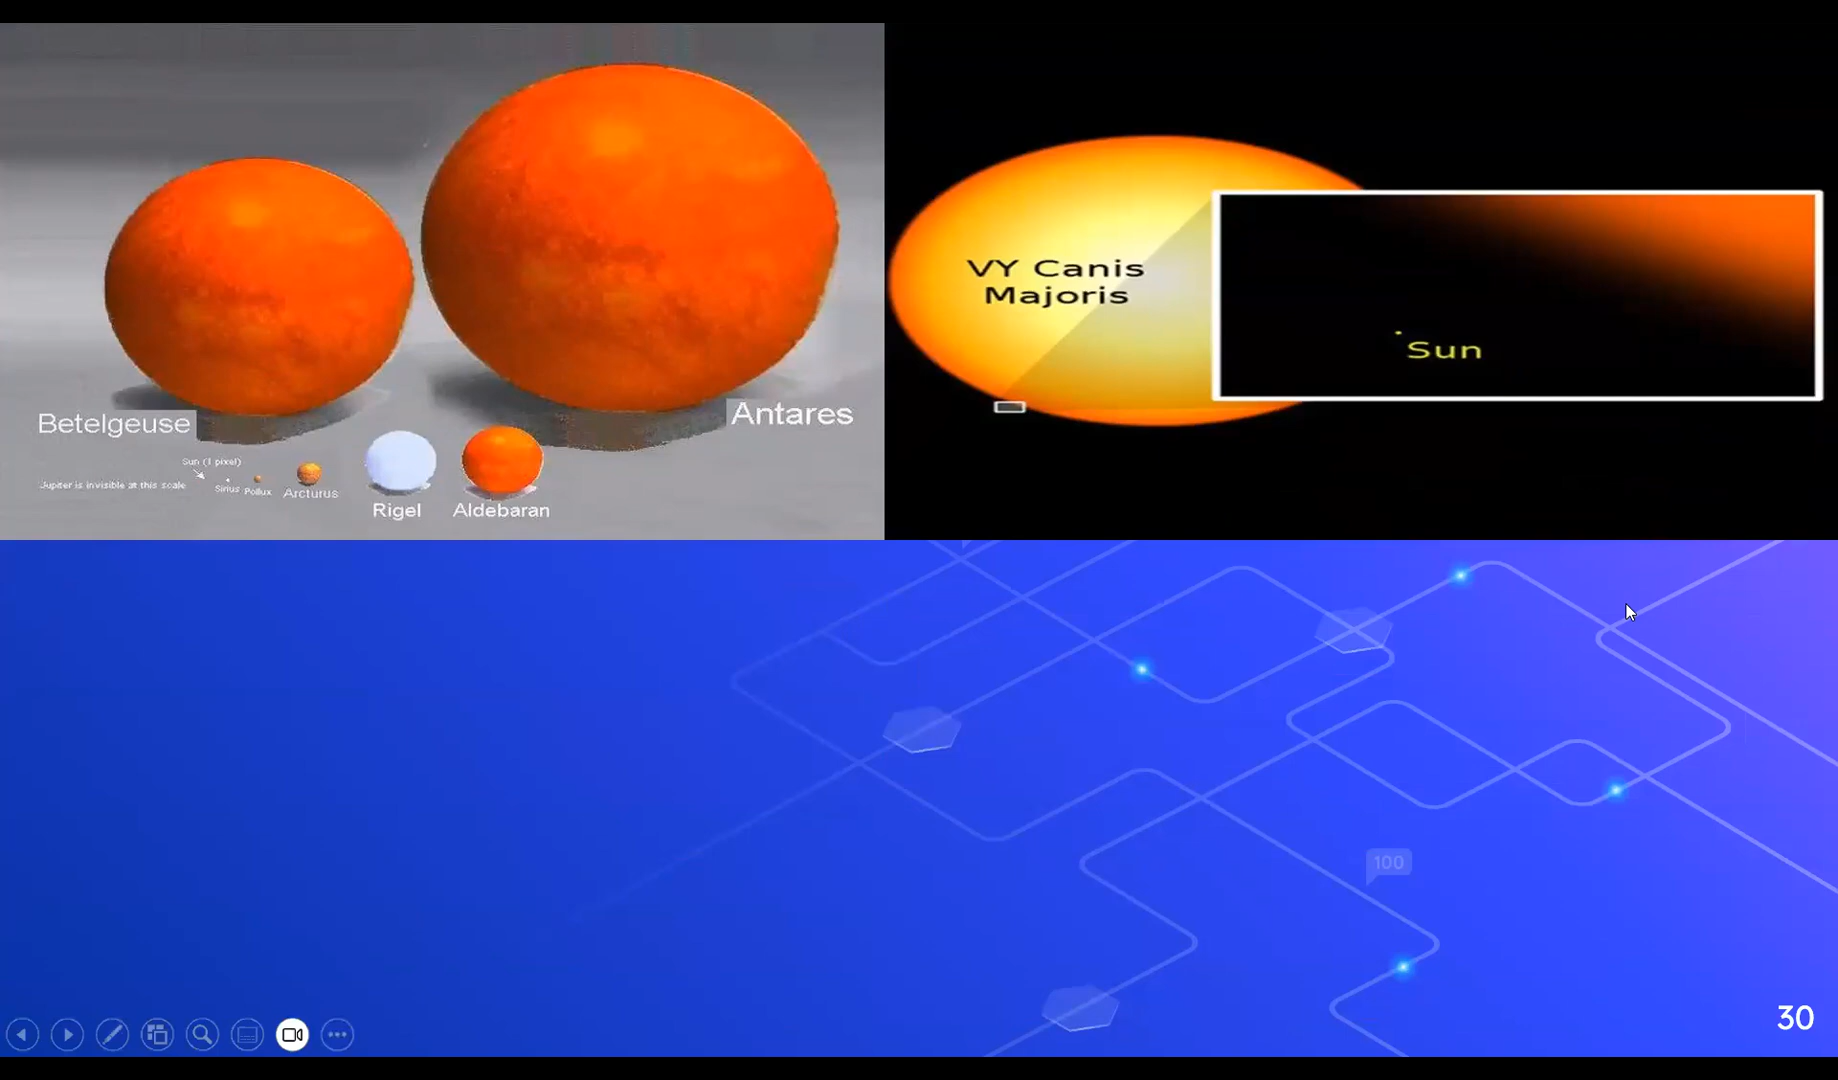 Betelgeuse
Antares
Sun (1 pixel)
Jupiter is invisible at this scale
Sirius
Pollux
Arcturus
Rigel
Aldebaran
VY Canis
Majoris
Sun
100
30